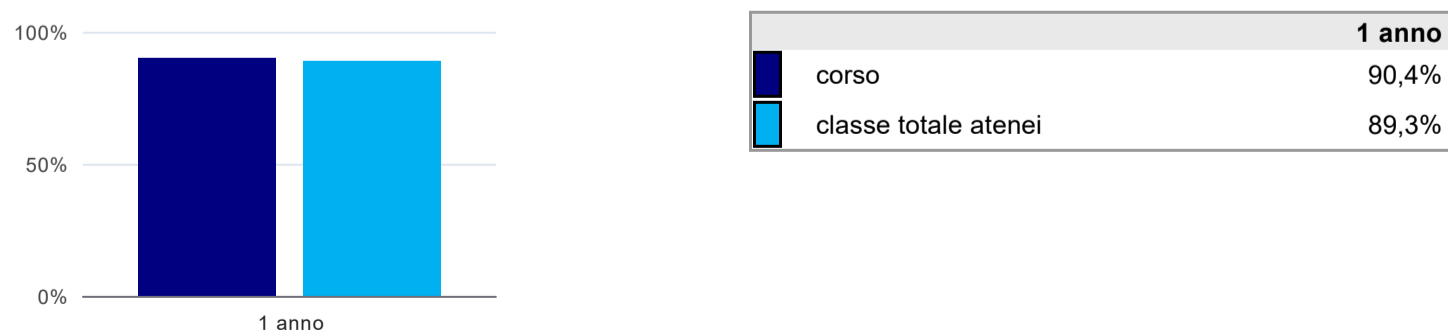 100%
50%
0%
1 anno
1 anno
corso 90,4%
classe totale atenei 89,3%